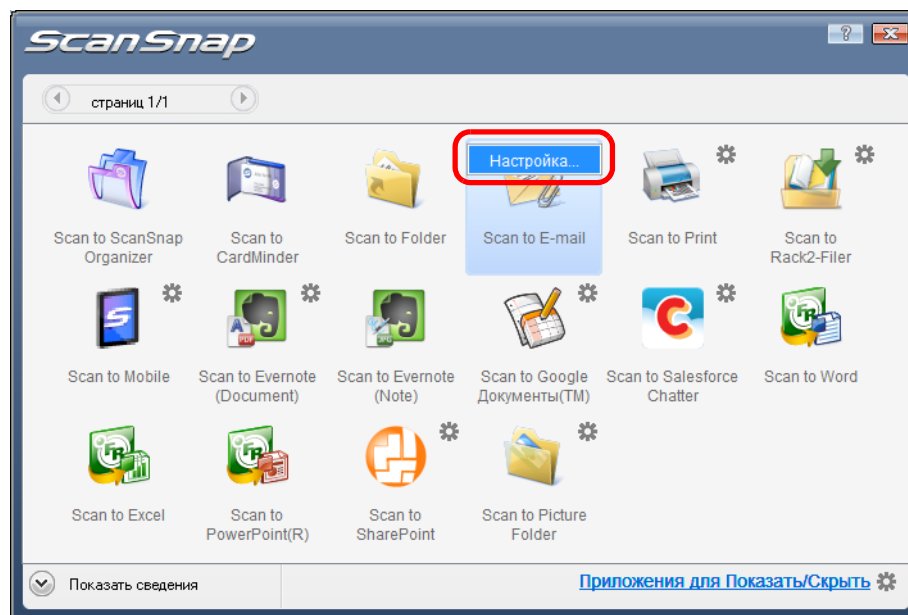 ScanSnap
?
страниц 1/1
Настройка...
Scan to ScanSnap
Organizer
Scan to
CardMinder
Scan to Folder
Scan to E-mail
Scan to Print
Scan to
Rack2-Filer
Scan to Mobile
Scan to Evernote
(Document)
Scan to Evernote
(Note)
Scan to Google
Документы(TM)
Scan to Salesforce
Chatter
Scan to Word
Scan to Excel
Scan to
PowerPoint(R)
Scan to
SharePoint
Scan to Picture
Folder
Показать сведения
Приложения для Показать/Скрыть